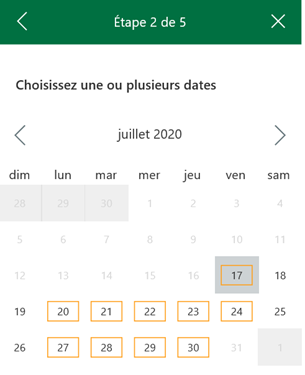 Étape 2 de 5
Choisissez une ou plusieurs dates
juillet 2020
dim lun mar mer jeu ven sam
28 29 30 1 2 3 4
5 6 7 8 9 10 11
12 13 14 15 16 17 18
19 20 21 22 23 24 25
26 27 28 29 30 31 1